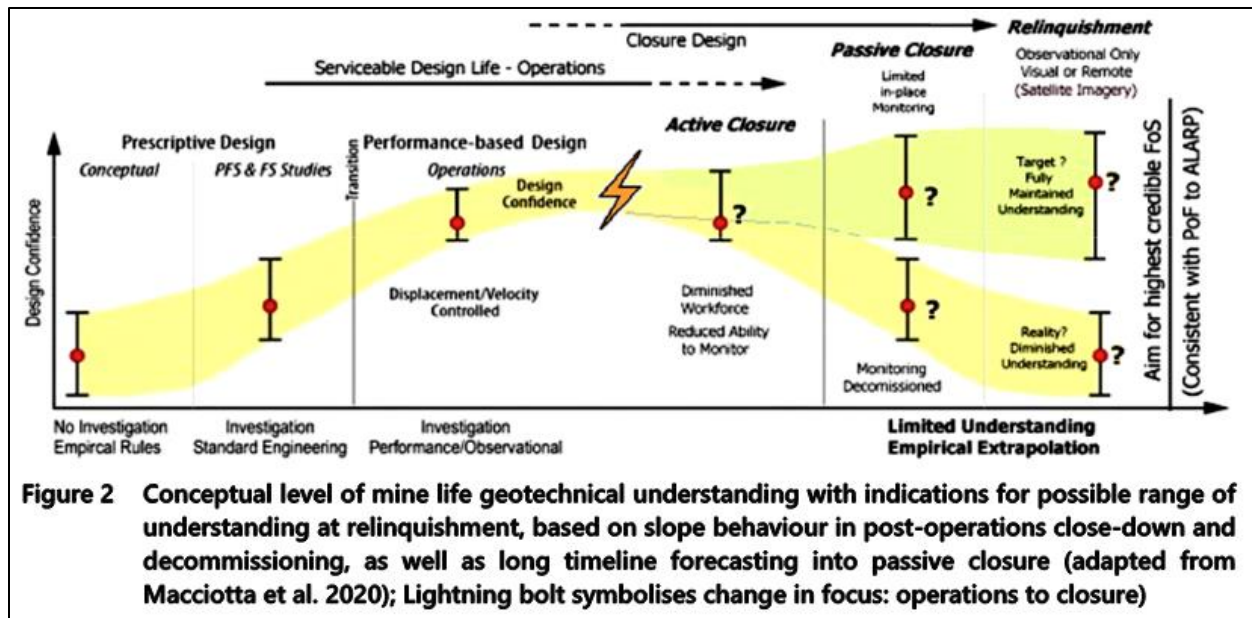 Relinquishment
Closure Design
Observational Only
Visual or Remote
(Satellite Imagery)
Passive Closure
Limited
in-place
Monitoring
Serviceable Design Life - Operations
Active Closure
Prescriptive Design
Performance-based Design
Conceptual
PFS & FS Studies
Transition
Operations
Design
Confidence
Design Confidence
Displacement/Velocity
Controlled
?
Diminished
Workforce
Reduced Ability
to Monitor
?
?
Monitoring
Decomissioned
Target ?
Fully
Maintained
Understanding
?
Reality?
Diminished
Understanding
?
Aim for highest credible FoS
(Consistent with PoF to ALARP)
No Investigation
Empircal Rules
Investigation
Standard Engineering
Investigation
Performance/Observational
Limited Understanding
Empirical Extrapolation
Figure 2 Conceptual level of mine life geotechnical understanding with indications for possible range of
understanding at relinquishment, based on slope behaviour in post-operations close-down and
decommissioning, as well as long timeline forecasting into passive closure (adapted from
Macciotta et al. 2020); Lightning bolt symbolises change in focus: operations to closure)